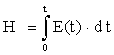 H = ∫₀ᵗ E(t) · dt